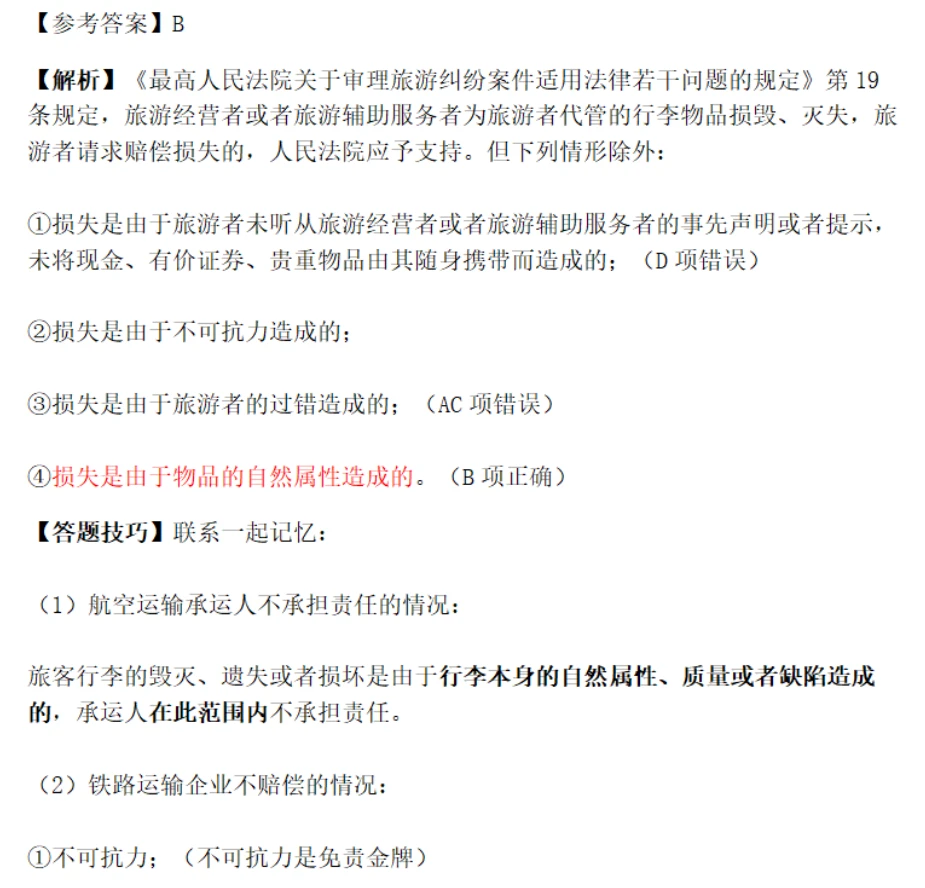 【参考答案】B
【解析】《最高人民法院关于审理旅游纠纷案件适用法律若干问题的规定》第 19
条规定，旅游经营者或者旅游辅助服务者为旅游者代管的行李物品损毁、灭失，旅
游者请求赔偿损失的，人民法院应予支持。但下列情形除外：
①损失是由于旅游者未听从旅游经营者或者旅游辅助服务者的事先声明或者提示，
未将现金、有价证券、贵重物品由其随身携带而造成的；（D 项错误）
②损失是由于不可抗力造成的；
③损失是由于旅游者的过错造成的；（AC 项错误）
④损失是由于物品的自然属性造成的。（B 项正确）
【答题技巧】联系一起记忆：
（1）航空运输承运人不承担责任的情况：
旅客行李的毁灭、遗失或者损坏是由于行李本身的自然属性、质量或者缺陷造成
的，承运人在此范围内不承担责任。
（2）铁路运输企业不赔偿的情况：
①不可抗力；（不可抗力是免责金牌）